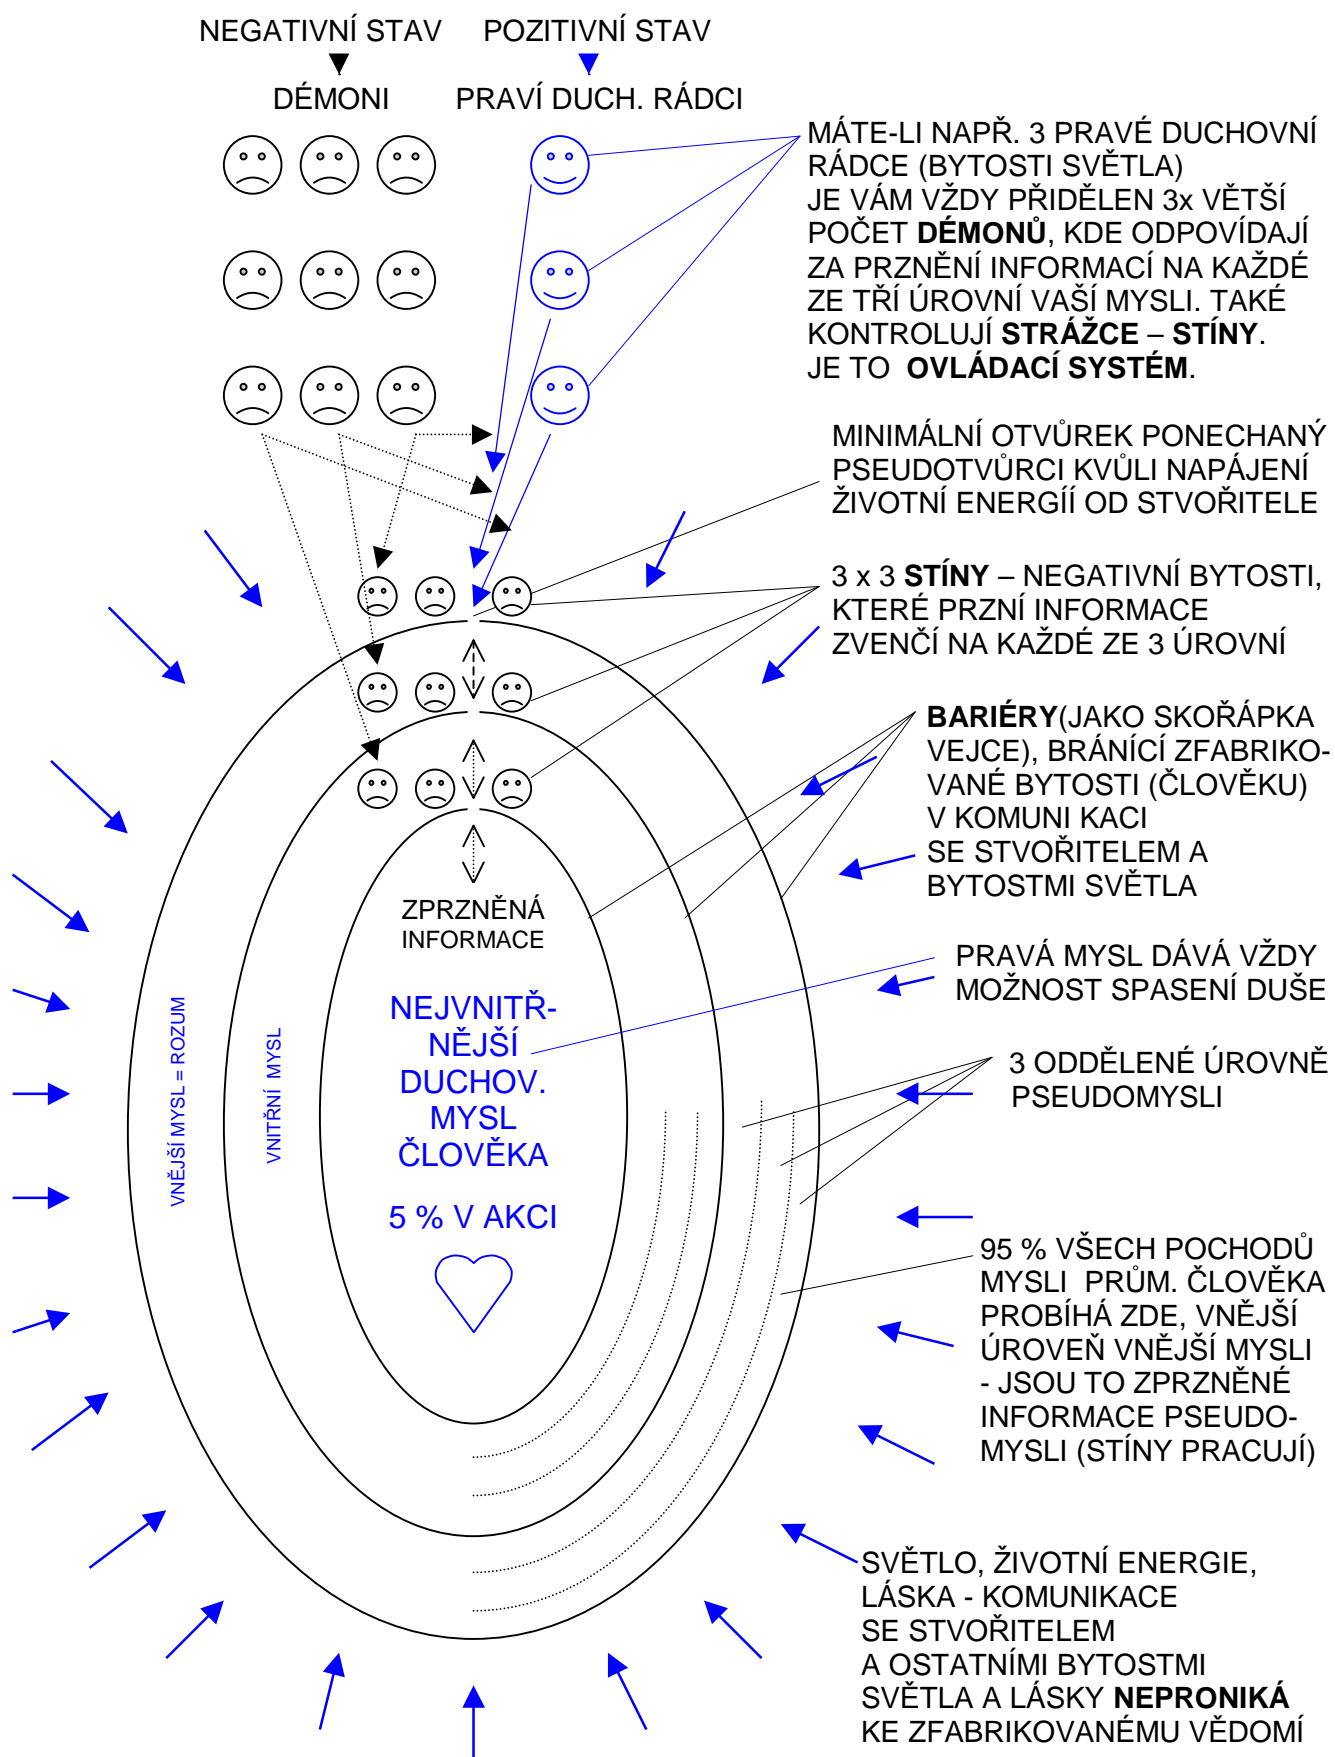 NEGATIVNÍ STAV
POZITIVNÍ STAV
DÉMONI
PRAVÍ DUCH. RÁDCI
MÁTE-LI NAPŘ. 3 PRAVÉ DUCHOVNÍ
RÁDCE (BYTOSTI SVĚTLA)
JE VÁM VŽDY PŘIDĚLEN 3x VĚTŠÍ
POČET DÉMONŮ, KDE ODPOVÍDAJÍ
ZA PRZNĚNÍ INFORMACÍ NA KAŽDÉ
ZE TŘÍ ÚROVNÍ VAŠÍ MYSLI. TAKÉ
KONTROLUJÍ STRÁŽCE – STÍNY.
JE TO OVLÁDACÍ SYSTÉM.
MINIMÁLNÍ OTVŮREK PONECHANÝ
PSEUDOTVŮRCI KVŮLI NAPÁJENÍ
ŽIVOTNÍ ENERGÍÍ OD STVOŘITELE
3 x 3 STÍNY – NEGATIVNÍ BYTOSTI,
KTERÉ PRZNÍ INFORMACE
ZVENČÍ NA KAŽDÉ ZE 3 ÚROVNÍ
BARIÉRY(JAKO SKOŘÁPKA
VEJCE), BRÁNÍCÍ ZFABRIKO-
VANÉ BYTOSTI (ČLOVĚKU)
V KOMUNI KACI
SE STVOŘITELEM A
BYTOSTMI SVĚTLA
ZPRZNĚNÁ
INFORMACE
PRAVÁ MYSL DÁVÁ VŽDY
MOŽNOST SPASENÍ DUŠE
NEJVNITŘ-
NĚJŠÍ
DUCHOV.
MYSL
ČLOVĚKA
5 % V AKCI
VNĚJŠÍ MYSL = ROZUM
VNITŘNÍ MYSL
3 ODDĚLENÉ ÚROVNĚ
PSEUDOMYSLI
95 % VŠECH POCHODŮ
MYSLI PRŮM. ČLOVĚKA
PROBÍHÁ ZDE, VNĚJŠÍ
ÚROVEŇ VNĚJŠÍ MYSLI
- JSOU TO ZPRZNĚNÉ
INFORMACE PSEUDO-
MYSLI (STÍNY PRACUJÍ)
SVĚTLO, ŽIVOTNÍ ENERGIE,
LÁSKA - KOMUNIKACE
SE STVOŘITELEM
A OSTATNÍMI BYTOSTMI
SVĚTLA A LÁSKY NEPRONIKÁ
KE ZFABRIKOVANÉMU VĚDOMÍ